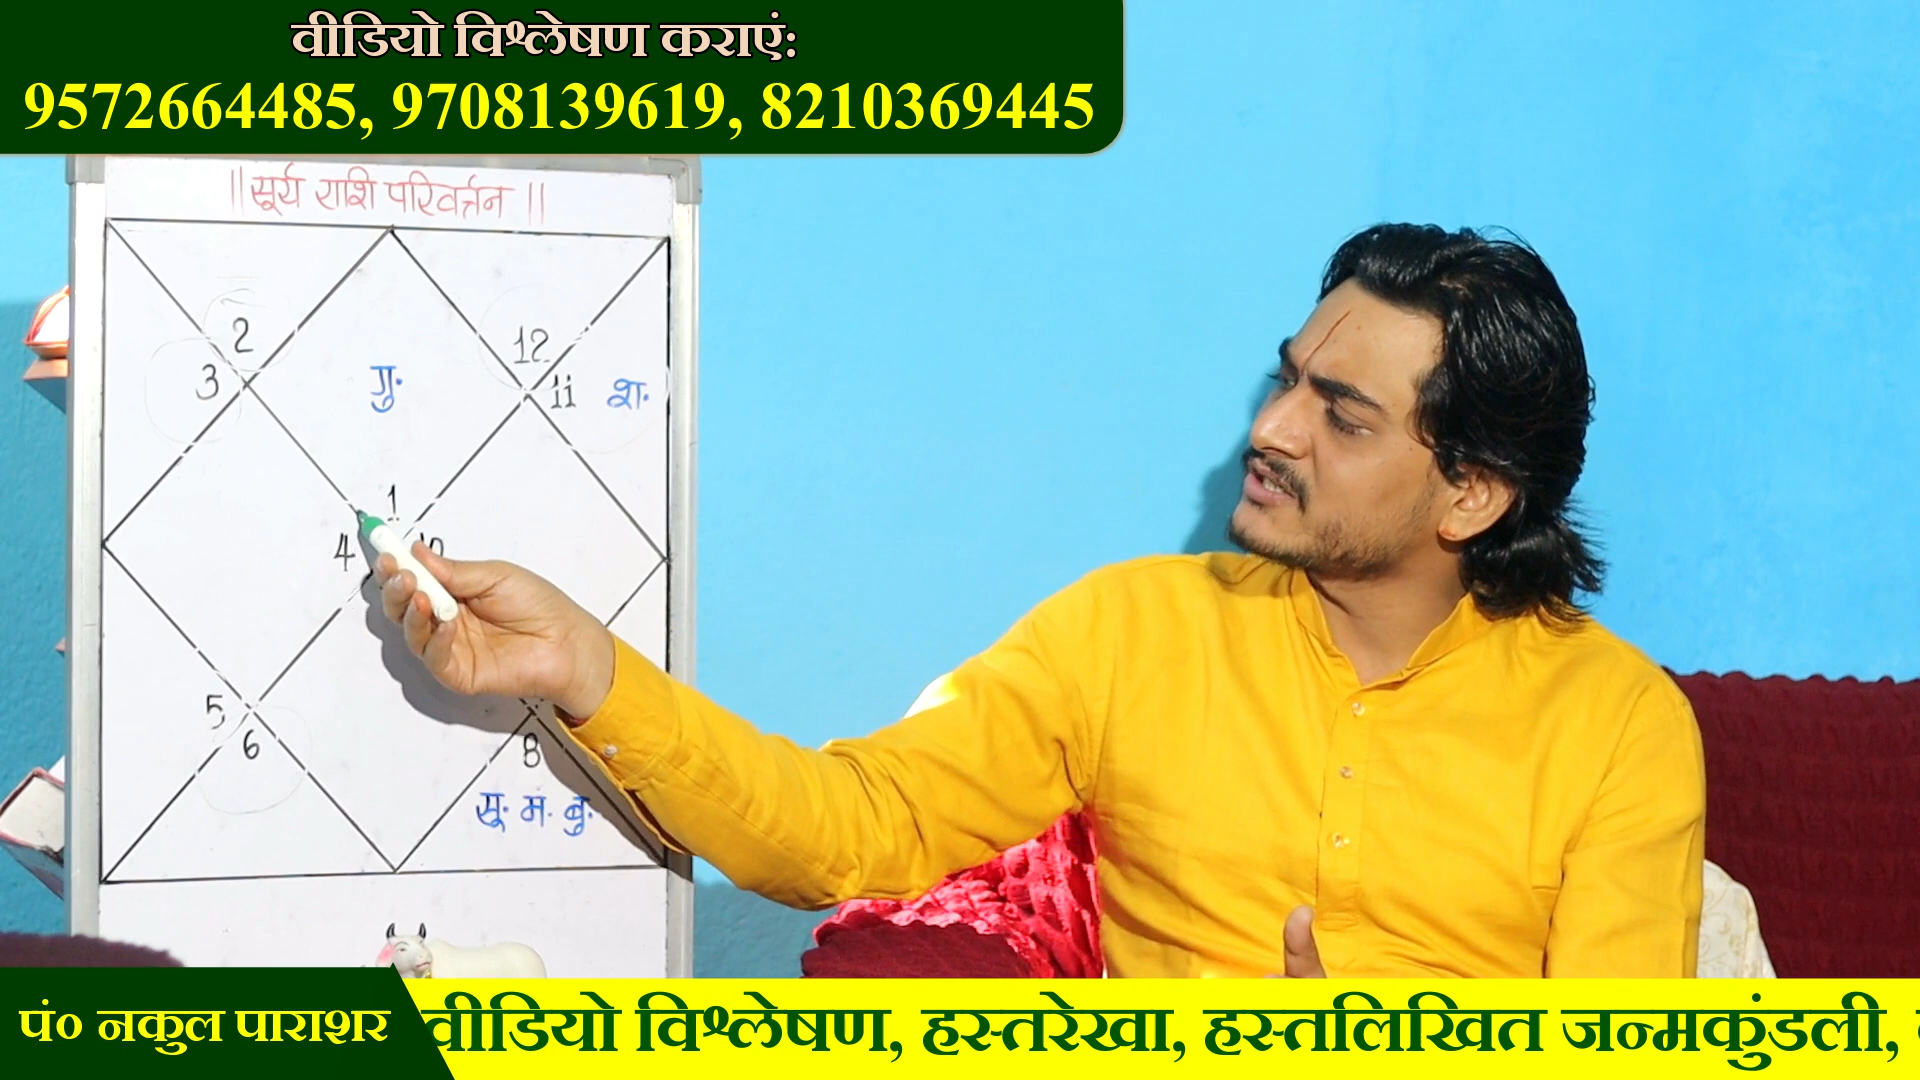 वीडियो विश्लेषण कराएं:
9572664485, 9708139619, 8210369445
||सूर्य राशि परिवर्त्तन ||
2
12
3
गु॰
11
श॰
1
4
5
6
8
सू॰ म॰ बु॰
पं० नकुल पाराशर
वीडियो विश्लेषण, हस्तरेखा, हस्तलिखित जन्मकुंडली,